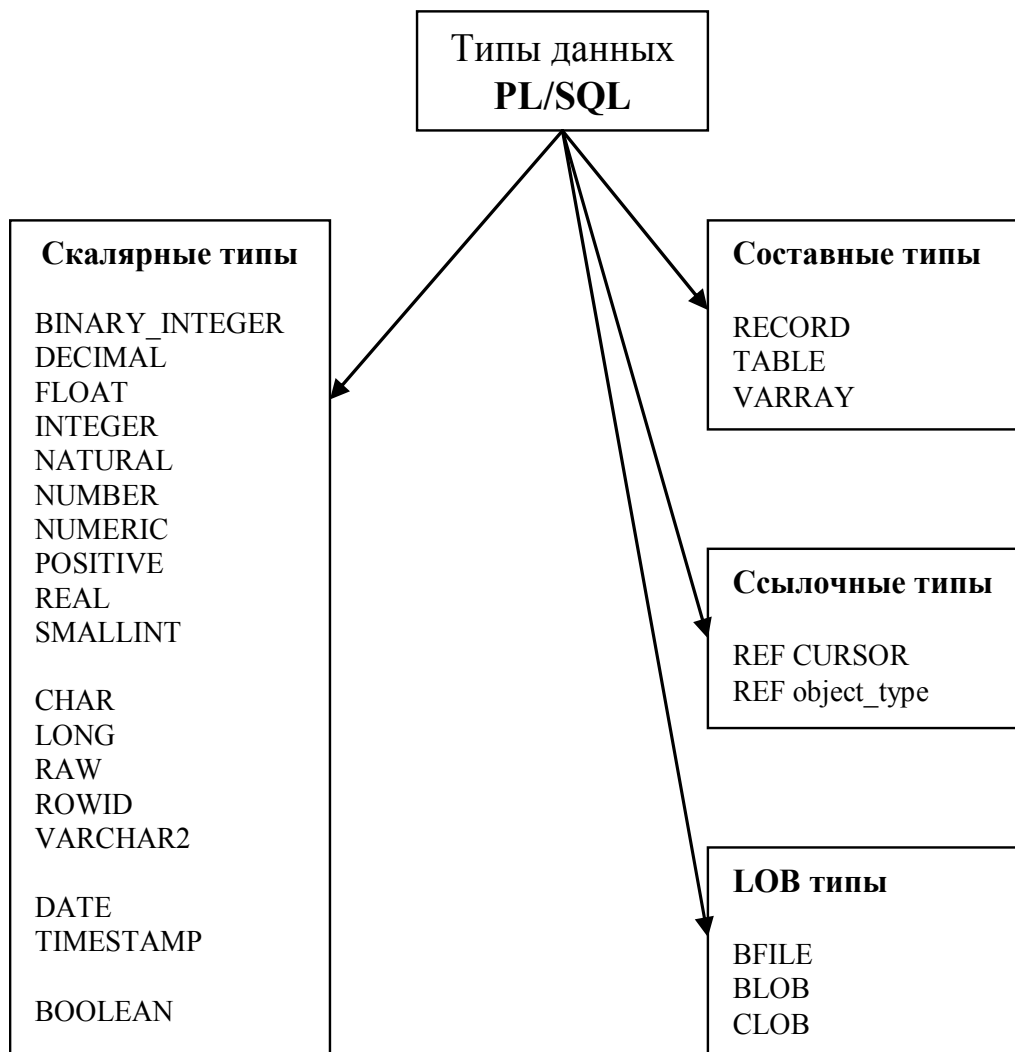 Типы данных
PL/SQL
Скалярные типы
BINARY_INTEGER
DECIMAL
FLOAT
INTEGER
NATURAL
NUMBER
NUMERIC
POSITIVE
REAL
SMALLINT
CHAR
LONG
RAW
ROWID
VARCHAR2
DATE
TIMESTAMP
BOOLEAN
Составные типы
RECORD
TABLE
VARRAY
Ссылочные типы
REF CURSOR
REF object_type
LOB типы
BFILE
BLOB
CLOB